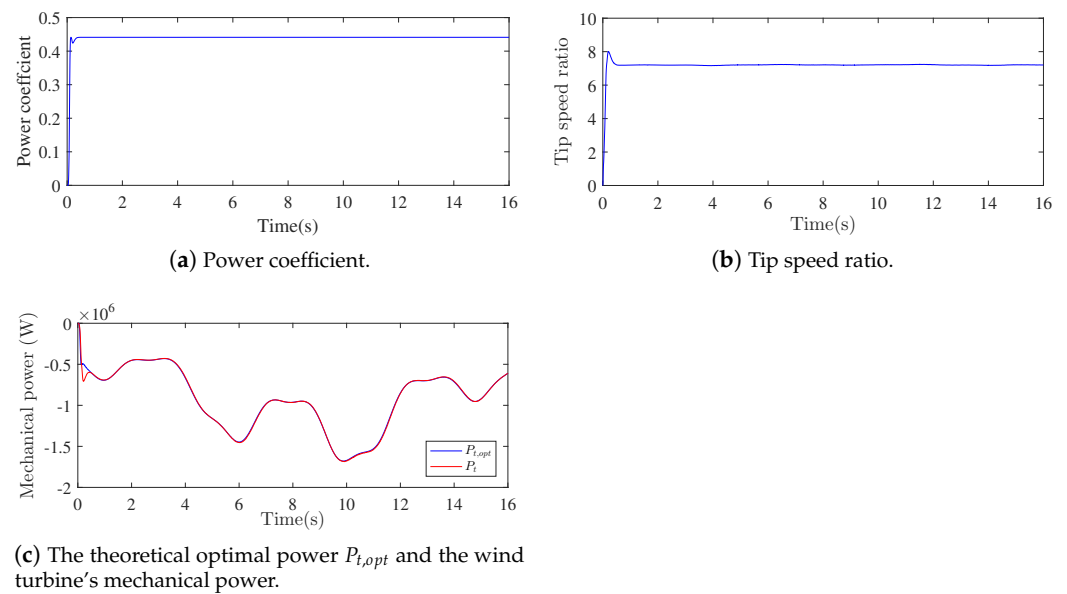 0.5
0.4
0.3
0.2
0.1
0
Power coeffcient
0 2 4 6 8 10 12 14 16
Time(s)
(a) Power coefficient.
10
8
6
4
2
0
Tip speed ratio
0 2 4 6 8 10 12 14 16
Time(s)
(b) Tip speed ratio.
×10^6
0
-0.5
-1
-1.5
-2
Mechanical power (W)
P_{t,opt}
P_t
0 2 4 6 8 10 12 14 16
Time(s)
(c) The theoretical optimal power P_{t,opt} and the wind
turbine's mechanical power.